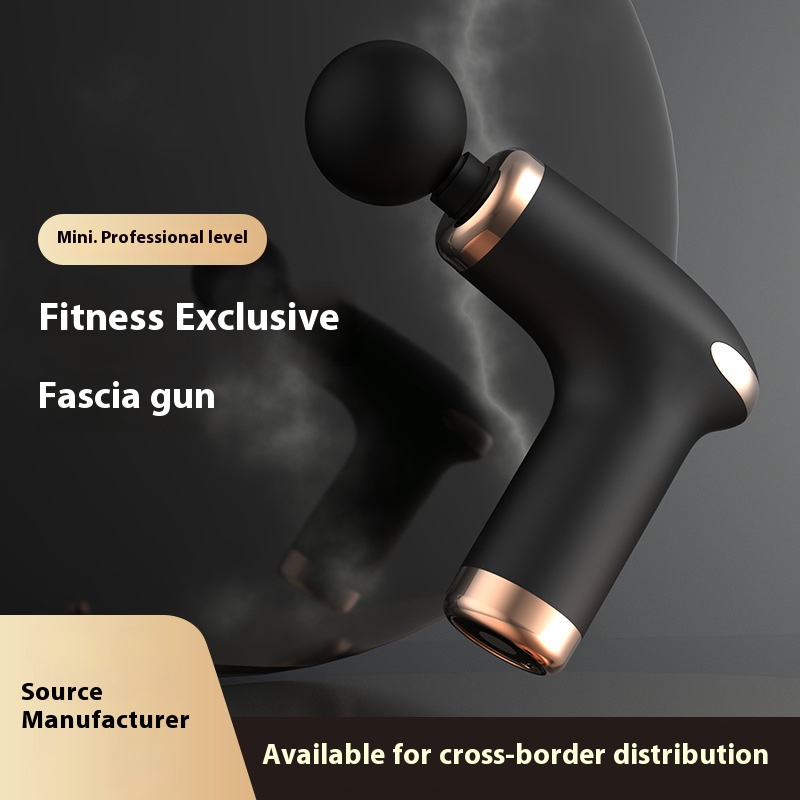 Mini. Professional level
Fitness Exclusive
Fascia gun
Source
Manufacturer
Available for cross-border distribution